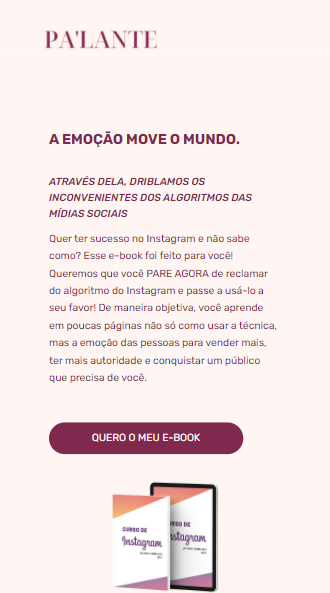 PA'LANTE
A EMOÇÃO MOVE O MUNDO.
ATRAVÉS DELA, DRIBLAMOS OS
INCONVENIENTES DOS ALGORITMOS DAS
MÍDIAS SOCIAIS
Quer ter sucesso no Instagram e não sabe
como? Esse e-book foi feito para você!
Queremos que você PARE AGORA de reclamar
do algoritmo do Instagram e passe a usá-lo a
seu favor! De maneira objetiva, você aprende
em poucas páginas não só como usar a técnica,
mas a emoção das pessoas para vender mais,
ter mais autoridade e conquistar um público
que precisa de você.
QUERO O MEU E-BOOK
CURSO DE
Instagram
RSO DE
nstagram